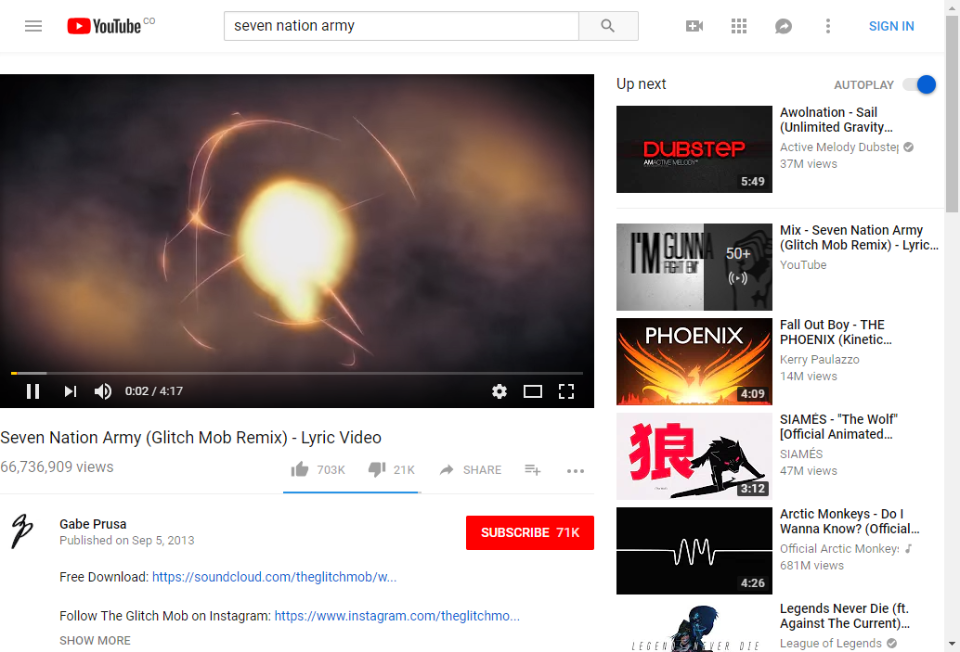 YouTube CO
seven nation army
SIGN IN
0:02 / 4:17
Seven Nation Army (Glitch Mob Remix) - Lyric Video
66,736,909 views
703K
21K
SHARE
Gabe Prusa
Published on Sep 5, 2013
SUBSCRIBE 71K
Free Download: https://soundcloud.com/theglitchmob/w...
Follow The Glitch Mob on Instagram: https://www.instagram.com/theglitchmo...
SHOW MORE
Up next
AUTOPLAY
DUBSTEP
5:49
Awolnation - Sail
(Unlimited Gravity...
Active Melody Dubstep
37M views
I'M GUNNA
FIGHT EM'
50+
Mix - Seven Nation Army
(Glitch Mob Remix) - Lyric...
YouTube
PHOENIX
4:09
Fall Out Boy - THE
PHOENIX (Kinetic...
Kerry Paulazzo
14M views
狼
3:12
SIAMÉS - "The Wolf"
[Official Animated...
SIAMÉS
47M views
4:26
Arctic Monkeys - Do I
Wanna Know? (Official...
Official Arctic Monkeys
681M views
LEGENDS NEVER DIE
Legends Never Die (ft.
Against The Current)...
League of Legends